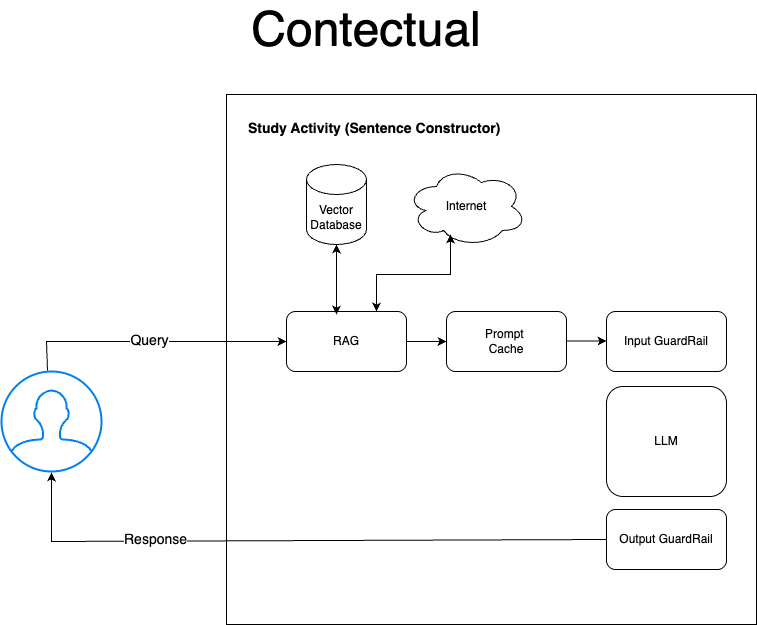 Contectual
Study Activity (Sentence Constructor)
Vector
Database
Internet
Query
RAG
Prompt
Cache
Input GuardRail
LLM
Response
Output GuardRail